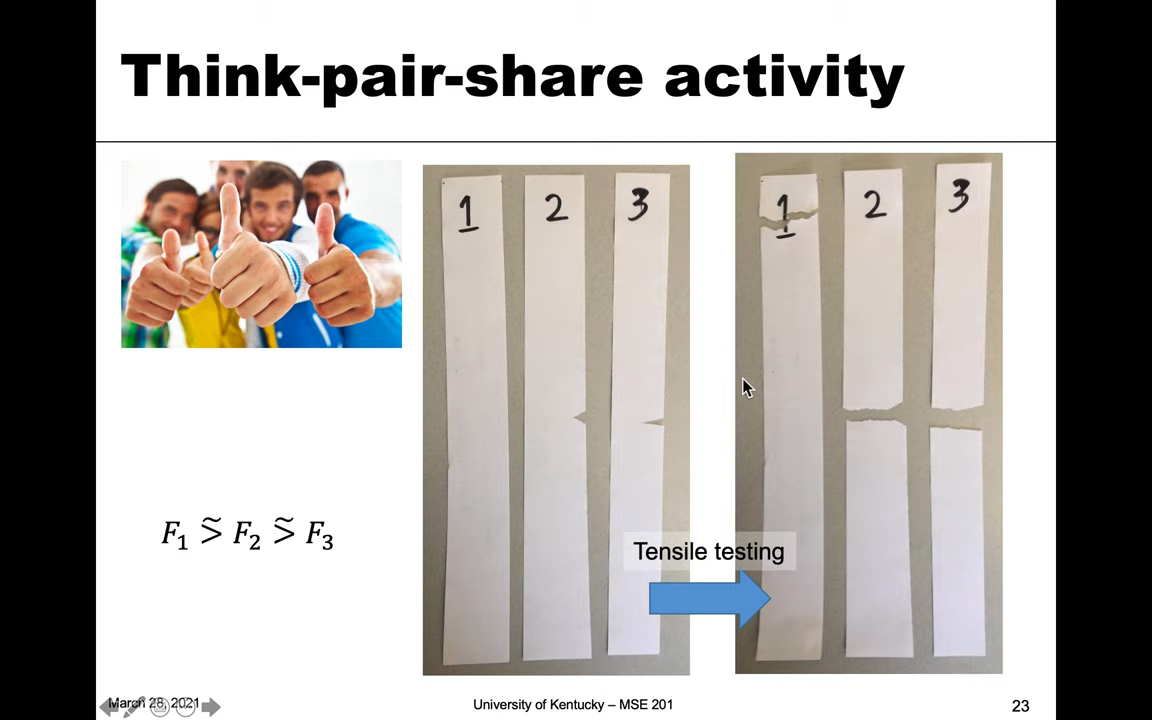 Think-pair-share activity
1 2 3
1 2 3
F₁ ≳ F₂ ≳ F₃
Tensile testing
March 28, 2021
University of Kentucky – MSE 201
23